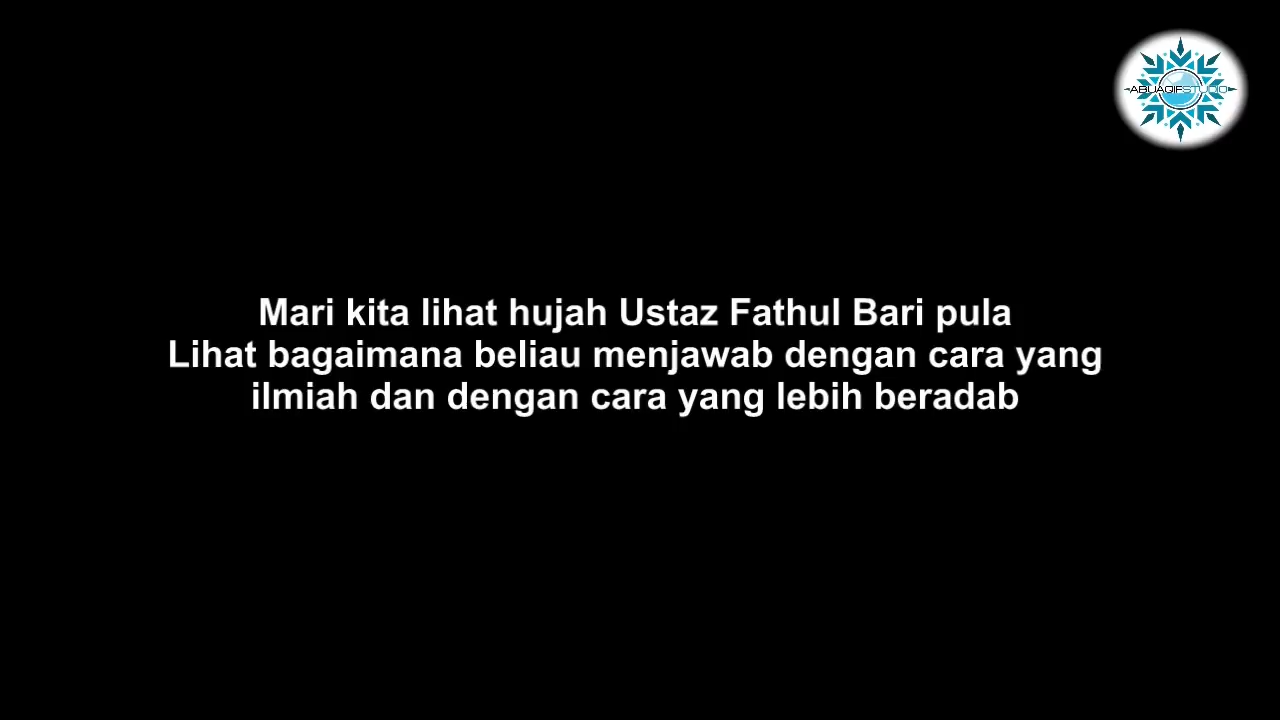 ABUAQIFSTUDIO
Mari kita lihat hujah Ustaz Fathul Bari pula
Lihat bagaimana beliau menjawab dengan cara yang
ilmiah dan dengan cara yang lebih beradab